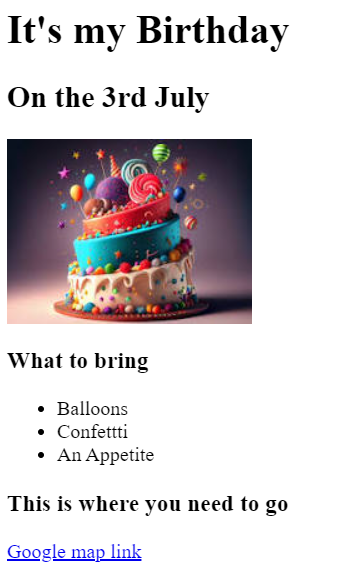 It's my Birthday
On the 3rd July
What to bring
Balloons
Confettti
An Appetite
This is where you need to go
Google map link